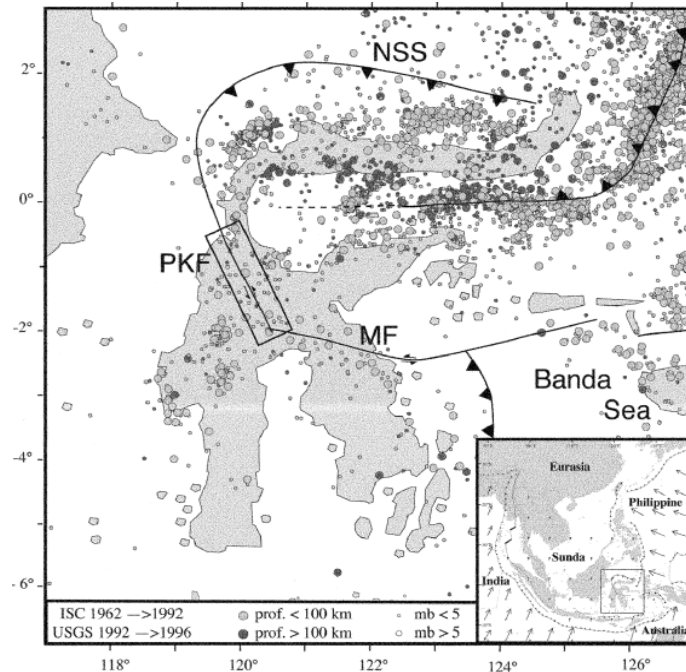 NSS
2°
0°
PKF
-2°
MF
Banda
Sea
-4°
-6°
Eurasia
Philippine
Sunda
India
Australia
ISC 1962 —>1992
prof. < 100 km
mb < 5
USGS 1992 —>1996
prof. > 100 km
mb > 5
118°
120°
122°
124°
126°